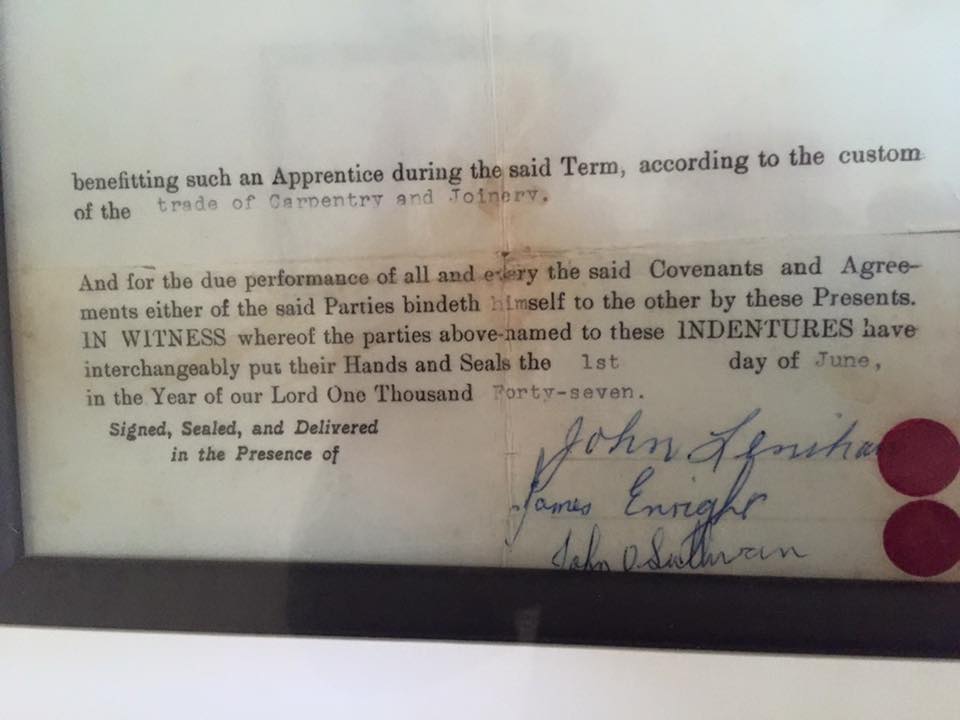 benefitting such an Apprentice during the said Term, according to the custom
of the trade of Carpentry and Joinery.
And for the due performance of all and every the said Covenants and Agree-
ments either of the said Parties bindeth himself to the other by these Presents.
IN WITNESS whereof the parties above-named to these INDENTURES have
interchangeably put their Hands and Seals the 1st day of June,
in the Year of our Lord One Thousand Forty-seven.
Signed, Sealed, and Delivered
in the Presence of
John Lenihan
James Enright
John O Sullivan